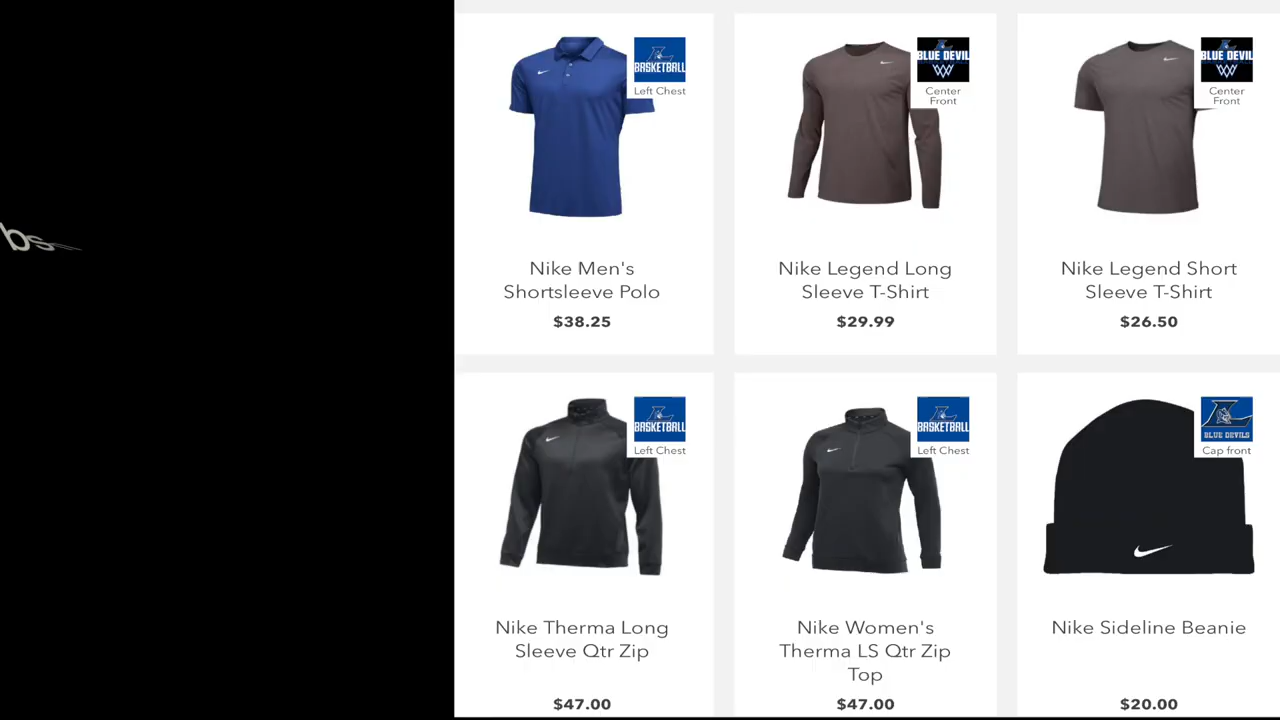 BASKETBALL
Left Chest
BLUE DEVIL
Center
Front
BLUE DEVIL
Center
Front
bs
Nike Men's
Shortsleeve Polo
$38.25
Nike Legend Long
Sleeve T-Shirt
$29.99
Nike Legend Short
Sleeve T-Shirt
$26.50
BASKETBALL
Left Chest
BASKETBALL
Left Chest
BLUE DEVILS
Cap front
Nike Therma Long
Sleeve Qtr Zip
$47.00
Nike Women's
Therma LS Qtr Zip
Top
$47.00
Nike Sideline Beanie
$20.00